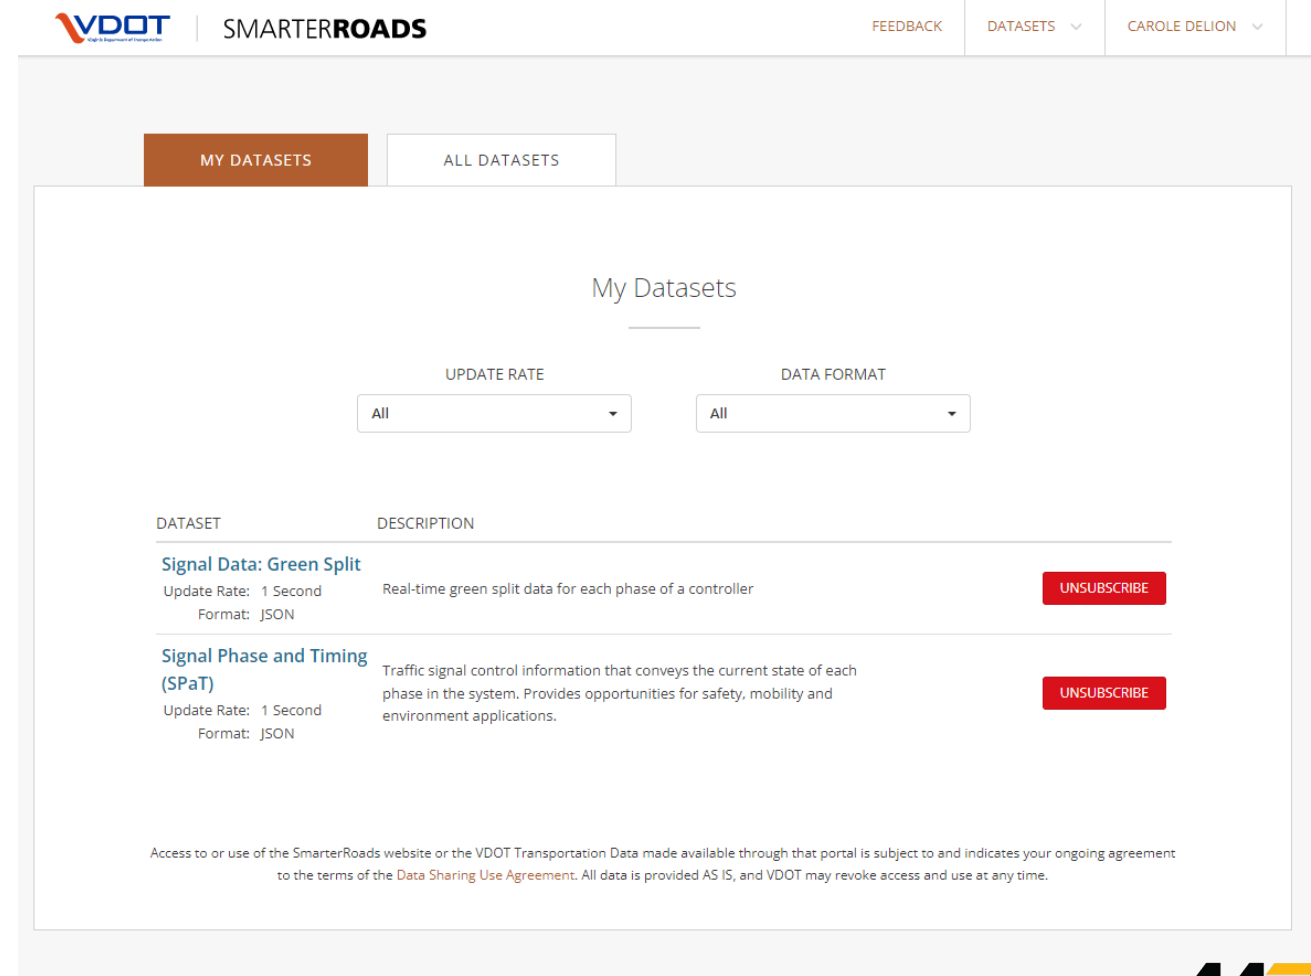 VDOT
SMARTERROADS
FEEDBACK
DATASETS
CAROLE DELION
MY DATASETS
ALL DATASETS
My Datasets
UPDATE RATE
DATA FORMAT
All
All
DATASET
DESCRIPTION
Signal Data: Green Split
Update Rate: 1 Second
Format: JSON
Real-time green split data for each phase of a controller
UNSUBSCRIBE
Signal Phase and Timing
(SPaT)
Update Rate: 1 Second
Format: JSON
Traffic signal control information that conveys the current state of each
phase in the system. Provides opportunities for safety, mobility and
environment applications.
UNSUBSCRIBE
Access to or use of the SmarterRoads website or the VDOT Transportation Data made available through that portal is subject to and indicates your ongoing agreement
to the terms of the Data Sharing Use Agreement. All data is provided AS IS, and VDOT may revoke access and use at any time.